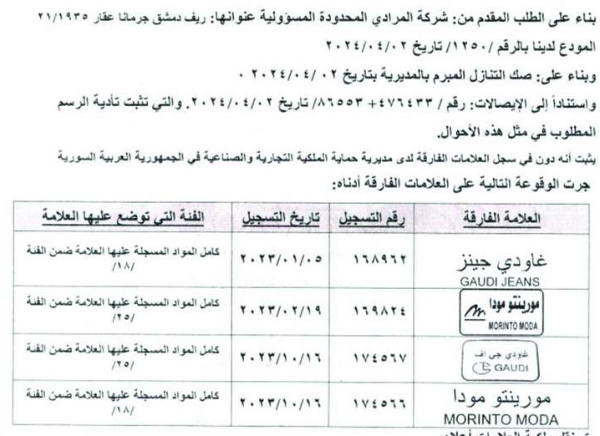 بناء على الطلب المقدم من: شركة المرادي المحدودة المسؤولية عنوانها: ريف دمشق جرمانا عقار ٢١/١٩٣٥
المودع لدينا بالرقم /١٢٥٠/ تاريخ ٢٠٢٤/٠٤/٠٢
وبناء على: صك التنازل المبرم بالمديرية بتاريخ ٢٠٢٤/٠٤/٠٢ ٠
واستناداً إلى الإيصالات: رقم /٤٧٦٤٣٣+ ٨٦٥٥٣/ تاريخ ٢٠٢٤/٠٤/٠٢. والتي تثبت تأدية الرسم
المطلوب في مثل هذه الأحوال.
يثبت أنه دون في سجل العلامات الفارقة لدى مديرية حماية الملكية التجارية والصناعية في الجمهورية العربية السورية
جرت الوقوعة التالية على العلامات الفارقة أدناه:
العلامة الفارقة رقم التسجيل تاريخ التسجيل الفئة التي توضع عليها العلامة
غاودي جينز ١٦٨٩٦٢ ٢٠٢٣/٠١/٠٥ كامل المواد المسجلة عليها العلامة ضمن الفئة
GAUDI JEANS /١٨/
مورينتو مودا ١٦٩٨٢٤ ٢٠٢٣/٠٢/١٩ كامل المواد المسجلة عليها العلامة ضمن الفئة
MORINTO MODA /٢٥/
غاودي جي اف ١٧٤٥٦٧ ٢٠٢٣/١٠/١٦ كامل المواد المسجلة عليها العلامة ضمن الفئة
GAUDI /٢٥/
مورينتو مودا ١٧٤٥٦٦ ٢٠٢٣/١٠/١٦ كامل المواد المسجلة عليها العلامة ضمن الفئة
MORINTO MODA /١٨/